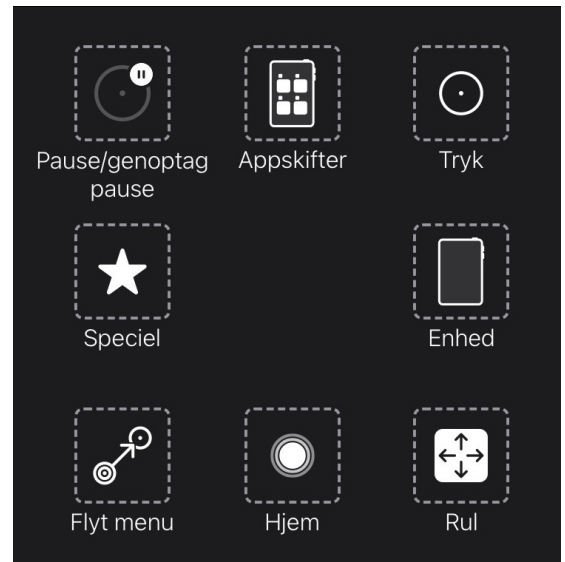 Pause/genoptag
pause
Appskifter
Tryk
Speciel
Enhed
Flyt menu
Hjem
Rul